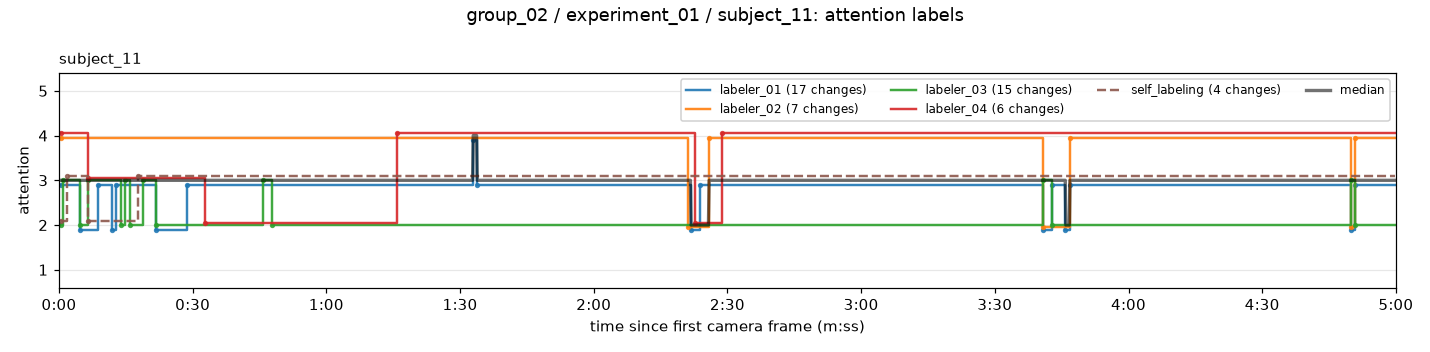 group_02 / experiment_01 / subject_11: attention labels
subject_11
labeler_01 (17 changes)
labeler_02 (7 changes)
labeler_03 (15 changes)
labeler_04 (6 changes)
self_labeling (4 changes)
median
attention
5
4
3
2
1
0:00 0:30 1:00 1:30 2:00 2:30 3:00 3:30 4:00 4:30 5:00
time since first camera frame (m:ss)